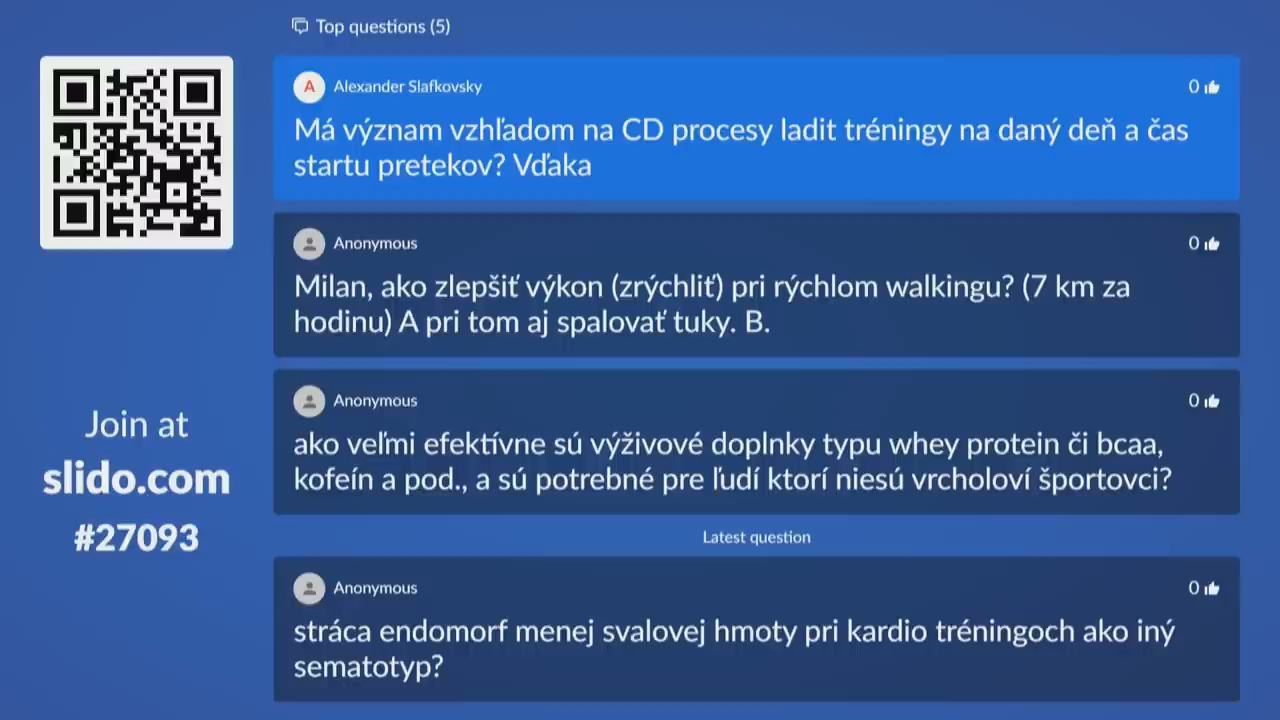 Top questions (5)
A Alexander Slafkovsky
0
Má význam vzhľadom na CD procesy ladit tréningy na daný deň a čas
startu pretekov? Vďaka
Anonymous
0
Milan, ako zlepšiť výkon (zrýchliť) pri rýchlom walkingu? (7 km za
hodinu) A pri tom aj spalovať tuky. B.
Anonymous
0
ako veľmi efektívne sú výživové doplnky typu whey protein či bcaa,
kofeín a pod., a sú potrebné pre ľudí ktorí niesú vrcholoví športovci?
Latest question
Anonymous
0
stráca endomorf menej svalovej hmoty pri kardio tréningoch ako iný
sematotyp?
Join at
slido.com
#27093